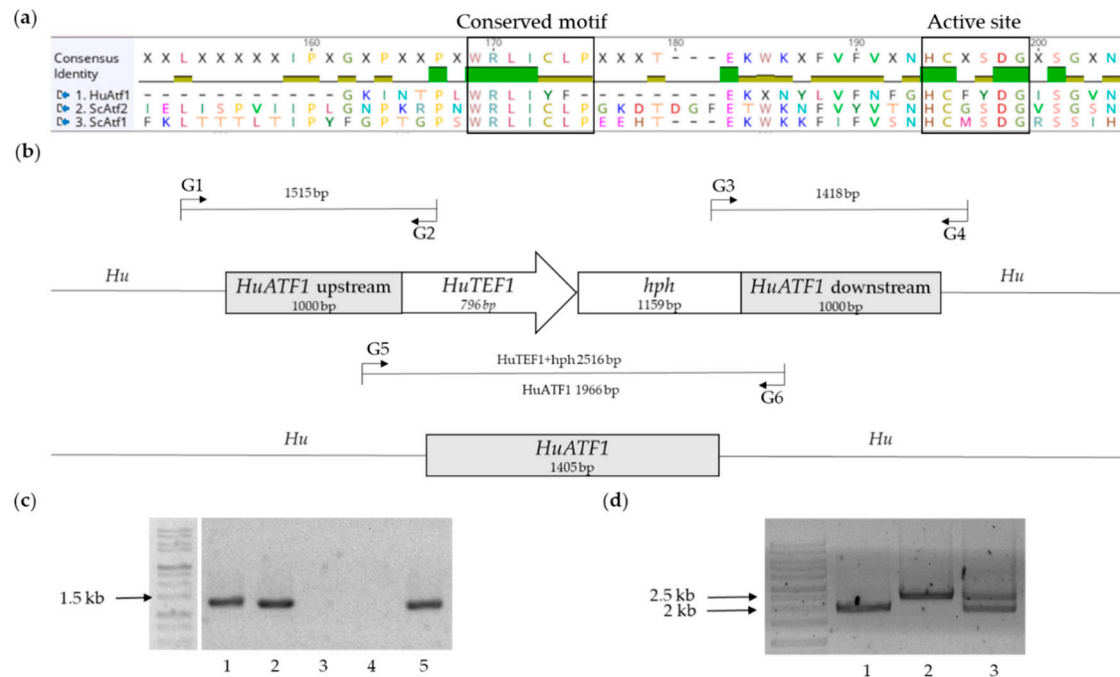 (a)
Conserved motif
Active site
160 170 180 190 200
Consensus X X L X X X X X I P X G X P X X P X W R L I C L P X X X T - - - E K W K X F V F V X N H C X S D G X S G X N
Identity
1. HuAtf1 - - - - - - - - - - - G K I N T P L W R L I Y F - - - - - - - - E K X N Y L V F N F G H C F Y D G I S G V N
2. ScAtf2 I E L I S P V I I P L G N P K R P N W R L I C L P G K D T D G F E K W K N F V Y V T N H C G S D G V S G S N
3. ScAtf1 F K L T T T L T I P Y F G P T G P S W R L I C L P E E H T - - - E K W K K F I F V S N H C M S D G R S S I H
(b)
G1 1515 bp G2
G3 1418 bp G4
Hu HuATF1 upstream HuTEF1 hph HuATF1 downstream Hu
1000 bp 796 bp 1159 bp 1000 bp
G5 HuTEF1+hph 2516 bp
HuATF1 1966 bp G6
Hu HuATF1 Hu
1405 bp
(c)
1.5 kb
1 2 3 4 5
(d)
2.5 kb
2 kb
1 2 3